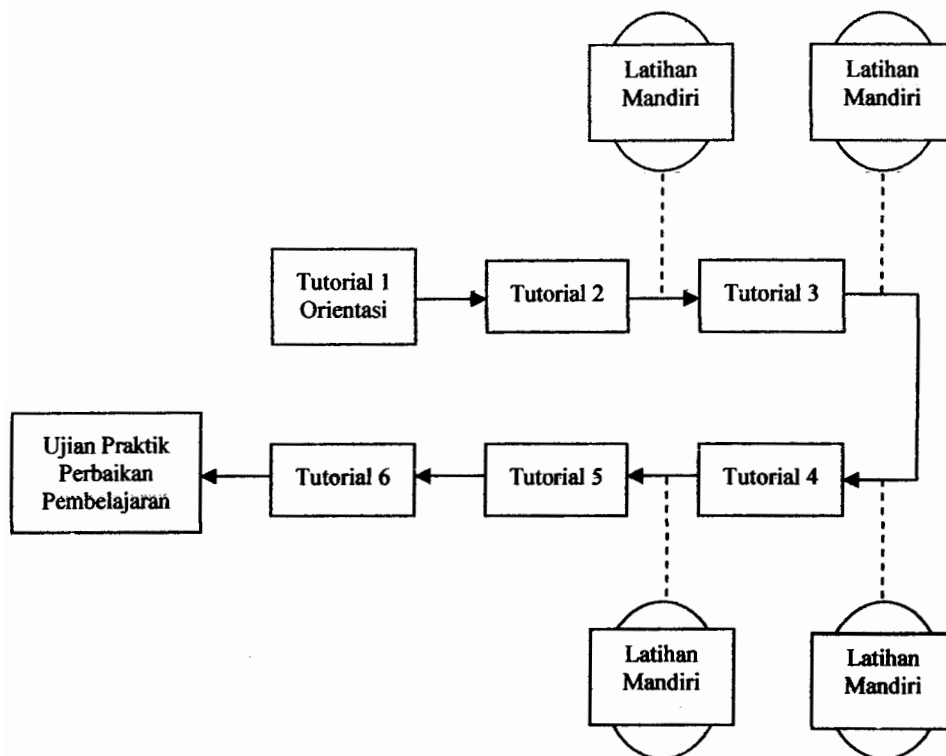 Latihan
Mandiri
Latihan
Mandiri
Tutorial 1
Orientasi
Tutorial 2
Tutorial 3
Ujian Praktik
Perbaikan
Pembelajaran
Tutorial 6
Tutorial 5
Tutorial 4
Latihan
Mandiri
Latihan
Mandiri